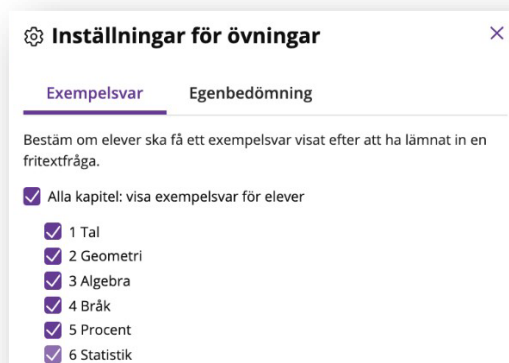 Inställningar för övningar
Exempelsvar
Egenbedömning
Bestäm om elever ska få ett exempelsvar visat efter att ha lämnat in en
fritextfråga.
Alla kapitel: visa exempelsvar för elever
1 Tal
2 Geometri
3 Algebra
4 Bråk
5 Procent
6 Statistik